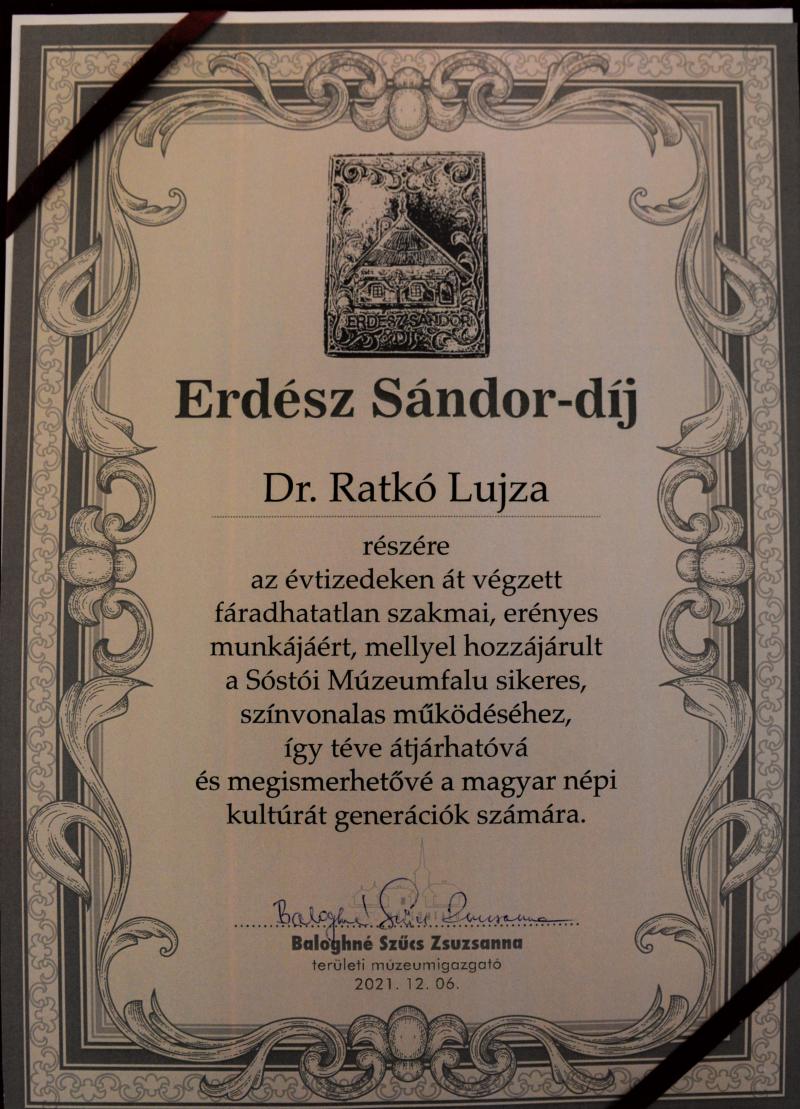 ERDÉSZ SÁNDOR
DÍJ
Erdész Sándor-díj
Dr. Ratkó Lujza
részére
az évtizedeken át végzett
fáradhatatlan szakmai, erényes
munkájáért, mellyel hozzájárult
a Sóstói Múzeumfalu sikeres,
színvonalas működéséhez,
így téve átjárhatóvá
és megismerhetővé a magyar népi
kultúrát generációk számára.
Baloghné Szűcs Zsuzsanna
Baloghné Szűcs Zsuzsanna
területi múzeumigazgató
2021. 12. 06.